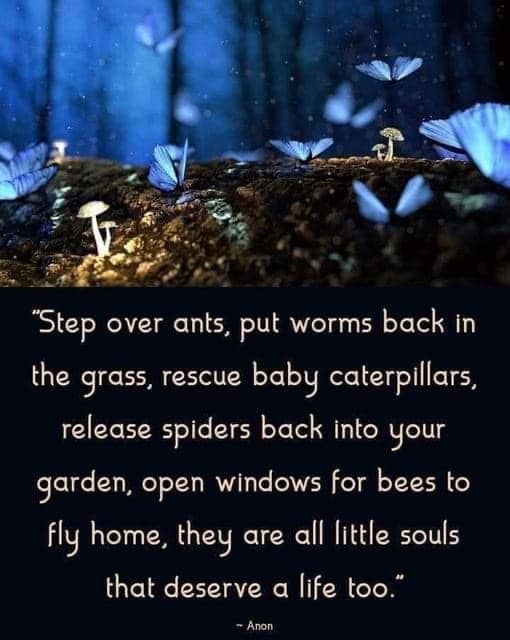 "Step over ants, put worms back in
the grass, rescue baby caterpillars,
release spiders back into your
garden, open windows for bees to
fly home, they are all little souls
that deserve a life too."
~ Anon